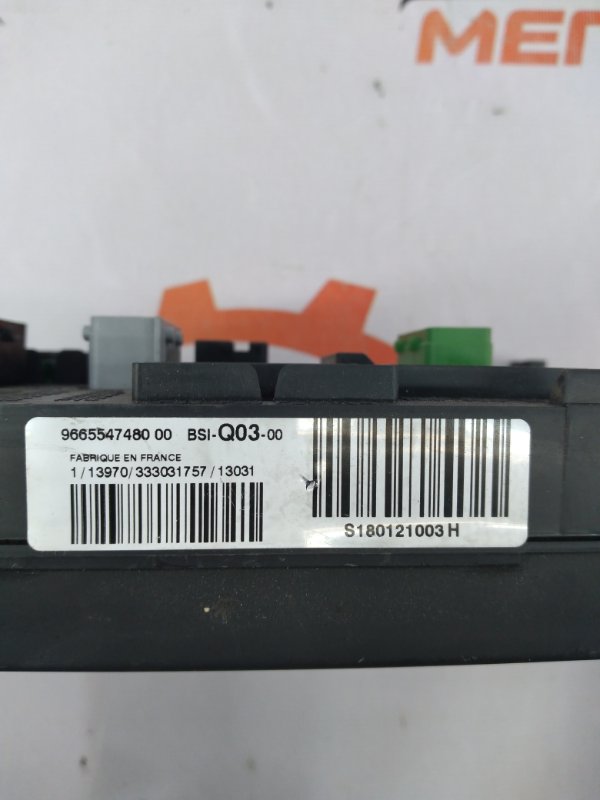 МЕГ
9665547480 00 BSI-Q03-00
FABRIQUE EN FRANCE
1/13970/333031757/13031
S180121003 H